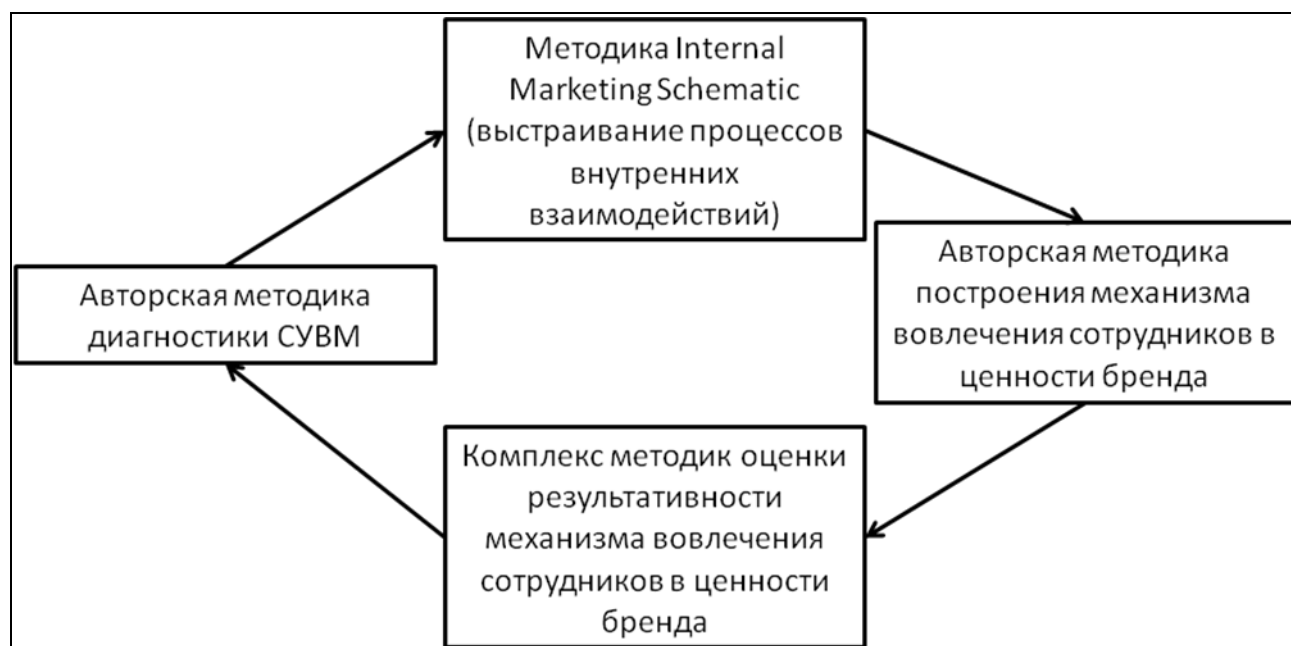 Методика Internal
Marketing Schematic
(выстраивание процессов
внутренних
взаимодействий)
Авторская методика
диагностики СУВМ
Авторская методика
построения механизма
вовлечения сотрудников в
ценности бренда
Комплекс методик оценки
результативности
механизма вовлечения
сотрудников в ценности
бренда